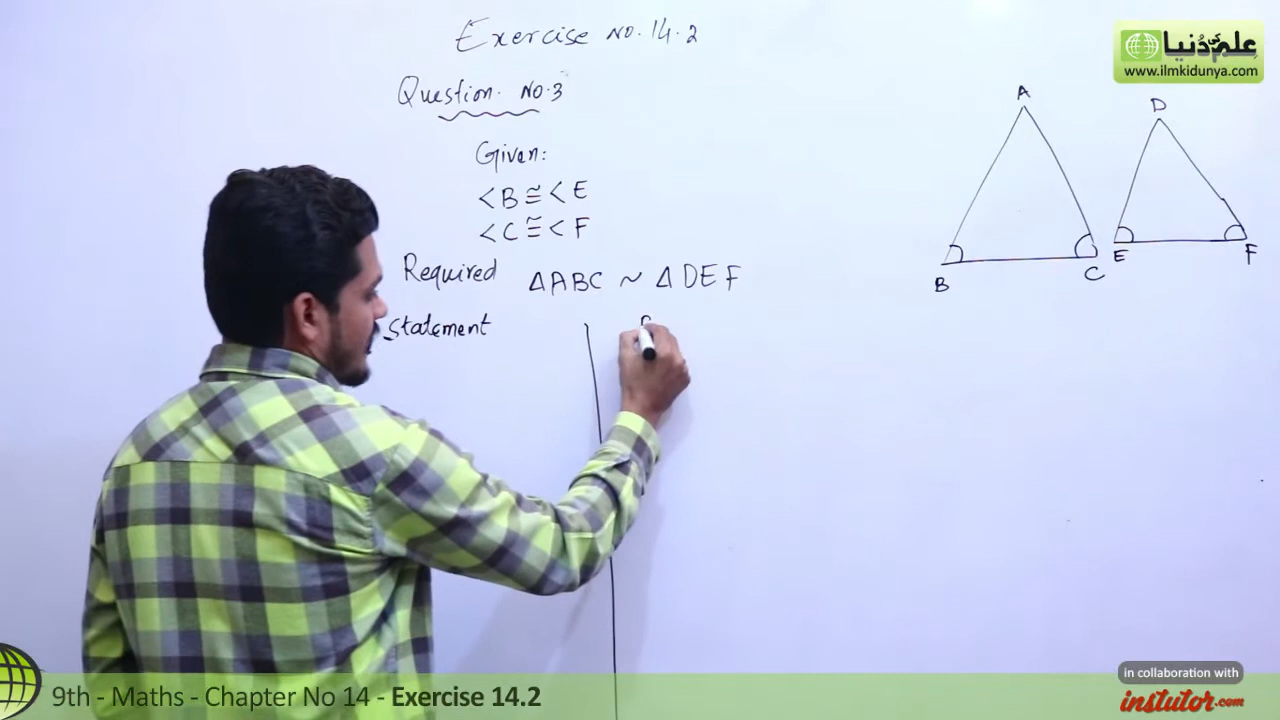 Exercise NO. 14.2
Question. NO.3
Given:
<B ≅ <E
<C ≅ <F
Required ΔABC ~ ΔDEF
Statement
A
B
C
D
E
F
علم کی دنیا
www.ilmkidunya.com
in collaboration with
instutor.com
9th - Maths - Chapter No 14 - Exercise 14.2